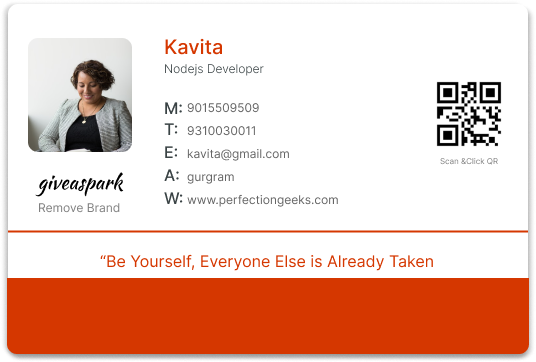 Kavita
Nodejs Developer
M: 9015509509
T: 9310030011
E: kavita@gmail.com
A: gurgram
W: www.perfectiongeeks.com
giveaspark
Remove Brand
Scan &Click QR
“Be Yourself, Everyone Else is Already Taken